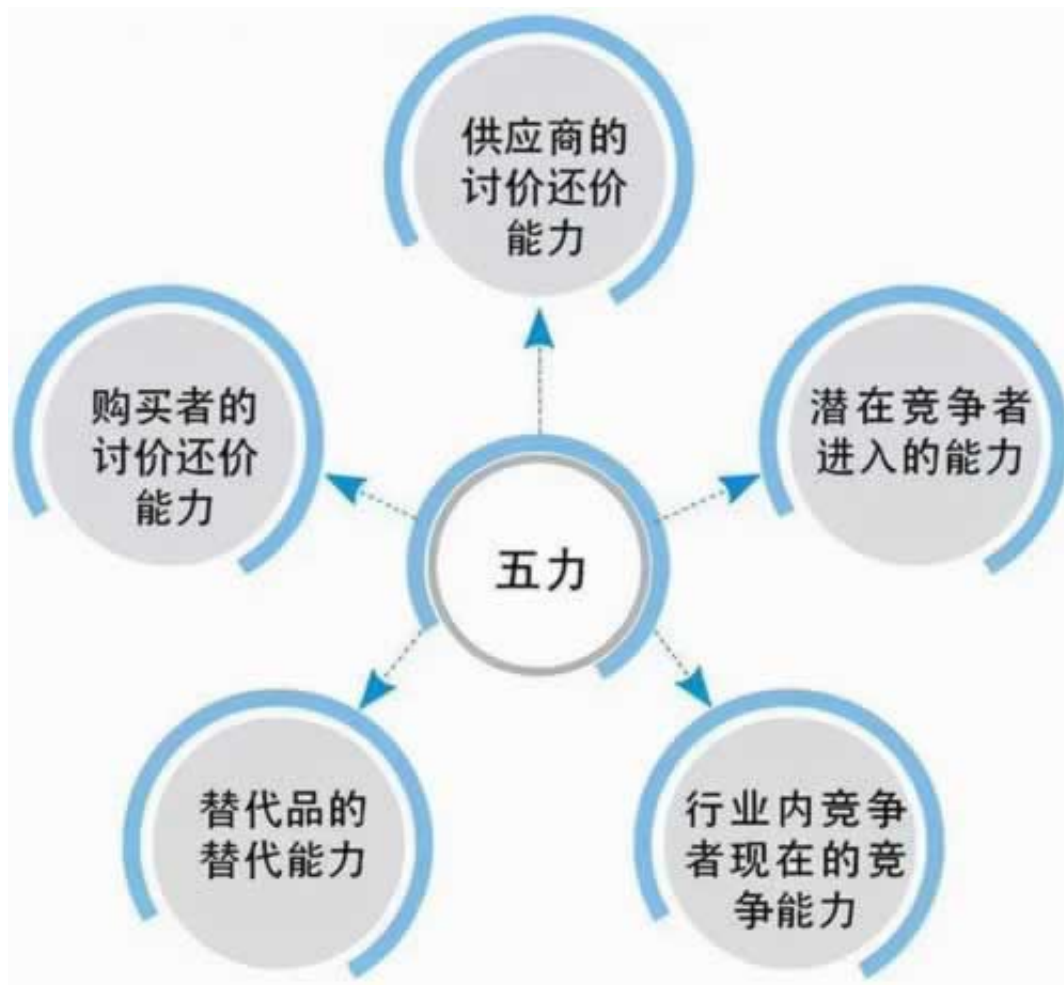 供应商的
讨价还价
能力
购买者的
讨价还价
能力
潜在竞争者
进入的能力
五力
替代品的
替代能力
行业内竞争
者现在的竞
争能力